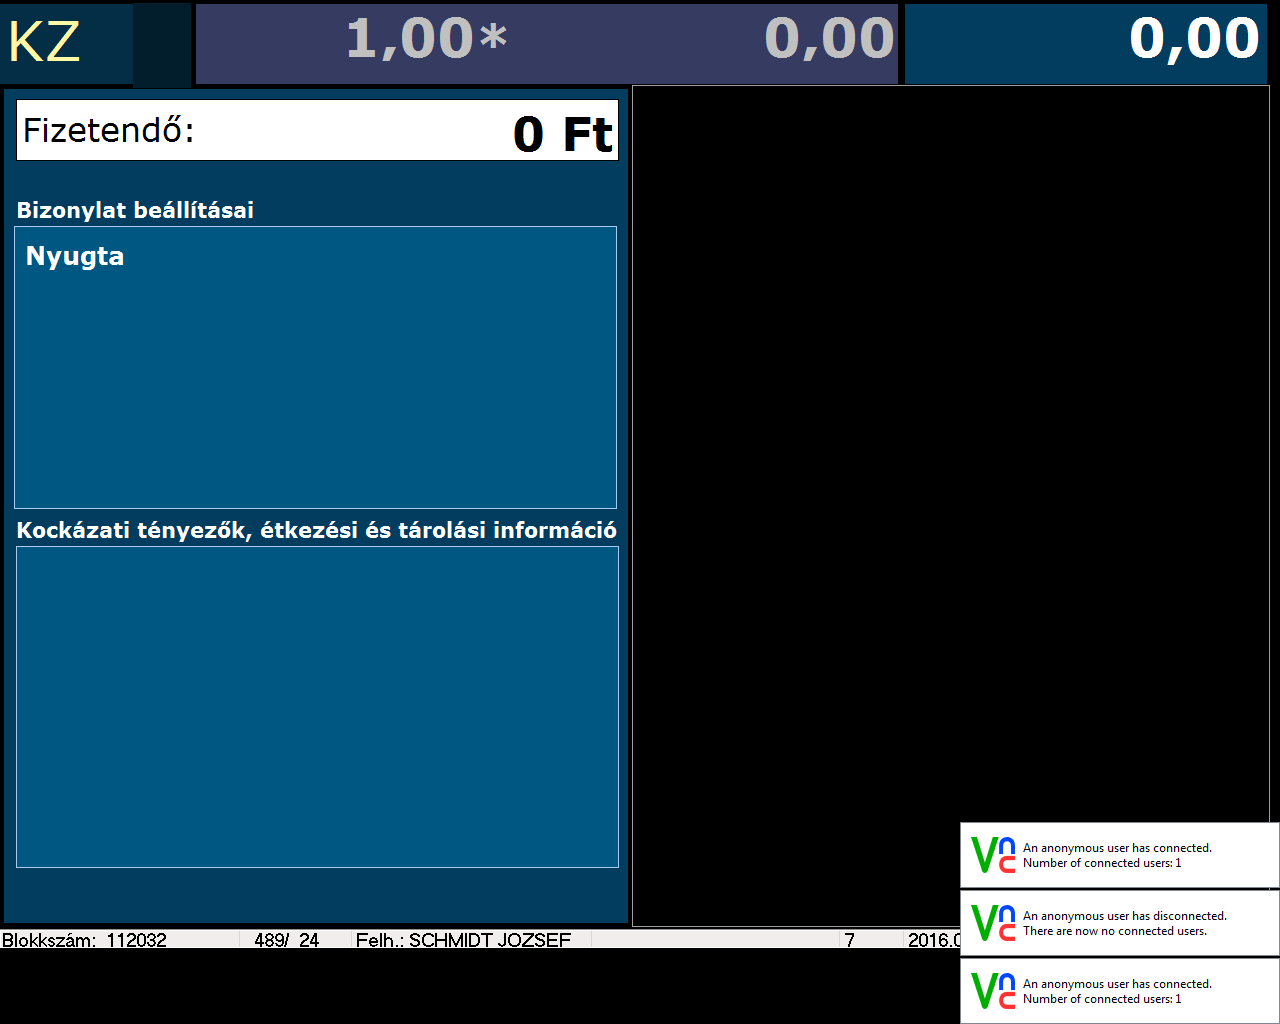 KZ 1,00* 0,00 0,00
Fizetendő: 0 Ft
Bizonylat beállításai
Nyugta
Kockázati tényezők, étkezési és tárolási információ
VNC An anonymous user has connected.
Number of connected users: 1
VNC An anonymous user has disconnected.
There are now no connected users.
Blokkszám: 112032 489/ 24 Felh.: SCHMIDT JOZSEF 7 2016.0
VNC An anonymous user has connected.
Number of connected users: 1